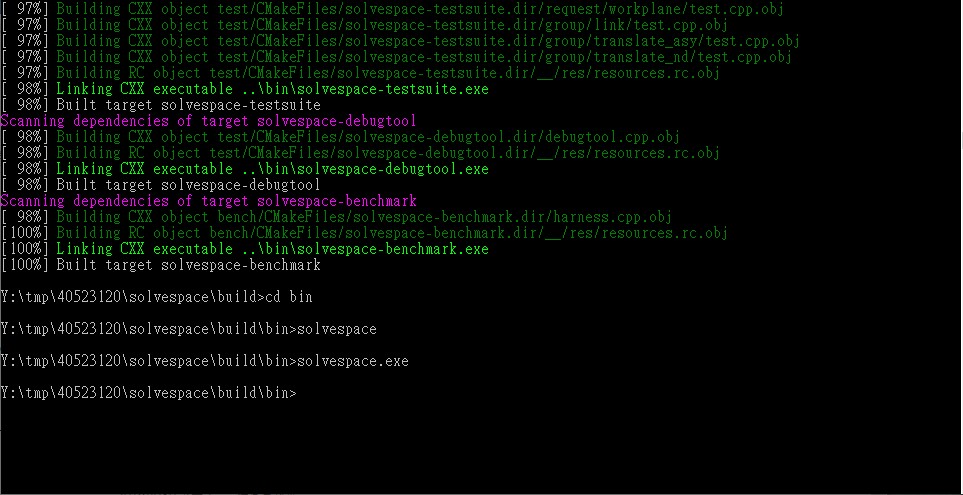 [ 97%] Building CXX object test/CMakeFiles/solvespace-testsuite.dir/request/workplane/test.cpp.obj
[ 97%] Building CXX object test/CMakeFiles/solvespace-testsuite.dir/group/link/test.cpp.obj
[ 97%] Building CXX object test/CMakeFiles/solvespace-testsuite.dir/group/translate_asy/test.cpp.obj
[ 97%] Building CXX object test/CMakeFiles/solvespace-testsuite.dir/group/translate_nd/test.cpp.obj
[ 97%] Building RC object test/CMakeFiles/solvespace-testsuite.dir/__/res/resources.rc.obj
[ 98%] Linking CXX executable ..\bin\solvespace-testsuite.exe
[ 98%] Built target solvespace-testsuite
Scanning dependencies of target solvespace-debugtool
[ 98%] Building CXX object test/CMakeFiles/solvespace-debugtool.dir/debugtool.cpp.obj
[ 98%] Building RC object test/CMakeFiles/solvespace-debugtool.dir/__/res/resources.rc.obj
[ 98%] Linking CXX executable ..\bin\solvespace-debugtool.exe
[ 98%] Built target solvespace-debugtool
Scanning dependencies of target solvespace-benchmark
[ 98%] Building CXX object bench/CMakeFiles/solvespace-benchmark.dir/harness.cpp.obj
[100%] Building RC object bench/CMakeFiles/solvespace-benchmark.dir/__/res/resources.rc.obj
[100%] Linking CXX executable ..\bin\solvespace-benchmark.exe
[100%] Built target solvespace-benchmark
Y:\tmp\40523120\solvespace\build>cd bin
Y:\tmp\40523120\solvespace\build\bin>solvespace
Y:\tmp\40523120\solvespace\build\bin>solvespace.exe
Y:\tmp\40523120\solvespace\build\bin>